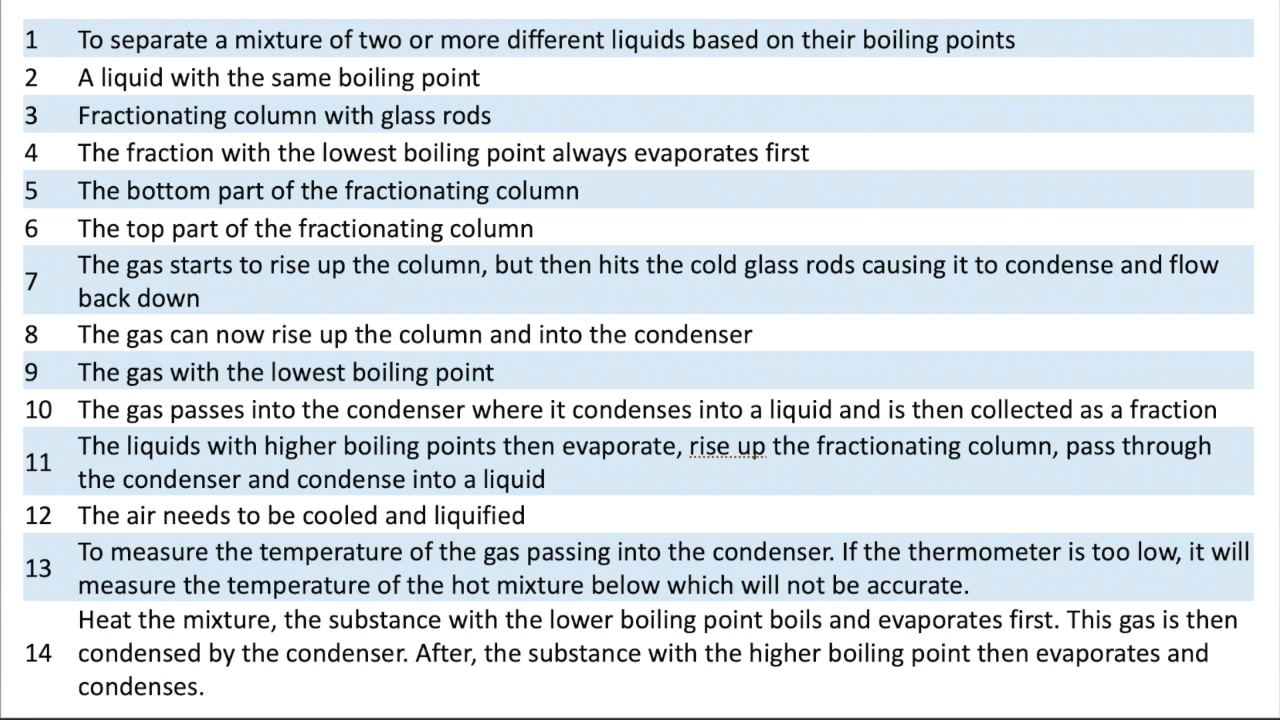 1 To separate a mixture of two or more different liquids based on their boiling points
2 A liquid with the same boiling point
3 Fractionating column with glass rods
4 The fraction with the lowest boiling point always evaporates first
5 The bottom part of the fractionating column
6 The top part of the fractionating column
7 The gas starts to rise up the column, but then hits the cold glass rods causing it to condense and flow
back down
8 The gas can now rise up the column and into the condenser
9 The gas with the lowest boiling point
10 The gas passes into the condenser where it condenses into a liquid and is then collected as a fraction
11 The liquids with higher boiling points then evaporate, rise up the fractionating column, pass through
the condenser and condense into a liquid
12 The air needs to be cooled and liquified
13 To measure the temperature of the gas passing into the condenser. If the thermometer is too low, it will
measure the temperature of the hot mixture below which will not be accurate.
Heat the mixture, the substance with the lower boiling point boils and evaporates first. This gas is then
14 condensed by the condenser. After, the substance with the higher boiling point then evaporates and
condenses.